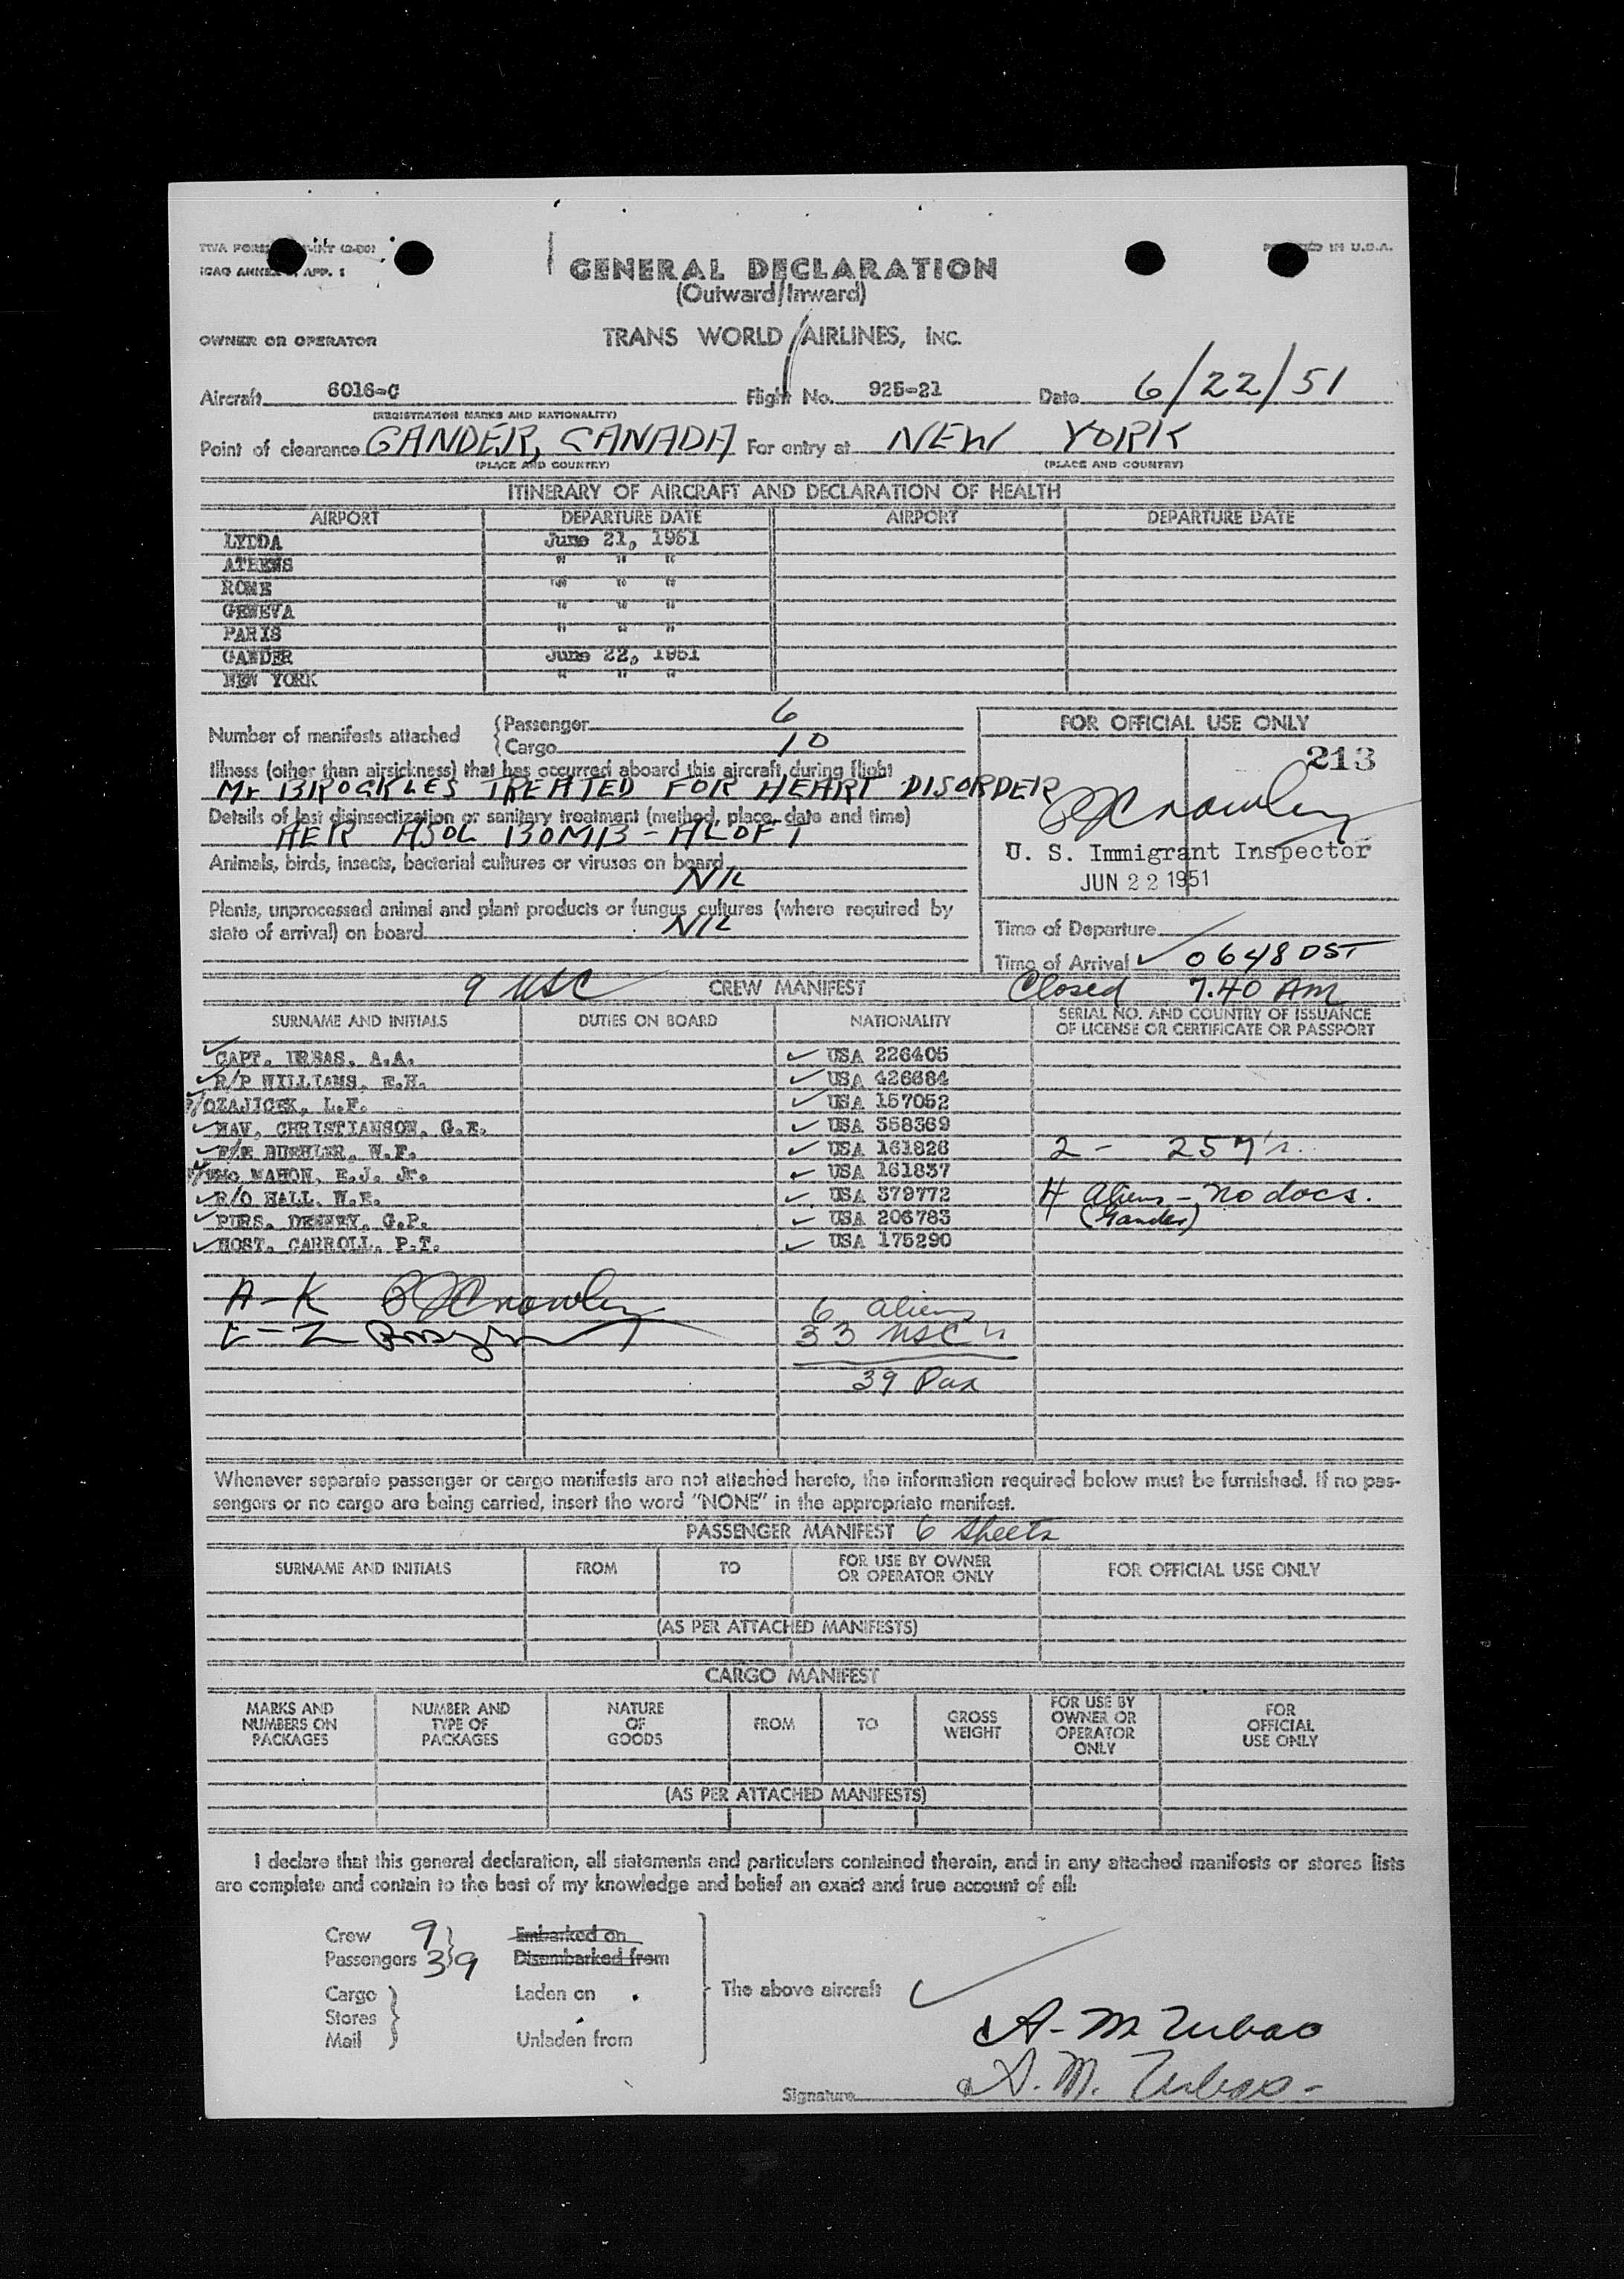 GENERAL DECLARATION
(Outward/Inward)
OWNER OR OPERATOR TRANS WORLD AIRLINES, INC.
Aircraft 6016-C Flight No. 925-21 Date 6/22/51
(REGISTRATION MARKS AND NATIONALITY)
Point of clearance GANDER, CANADA For entry at NEW YORK
(PLACE AND COUNTRY) (PLACE AND COUNTRY)
ITINERARY OF AIRCRAFT AND DECLARATION OF HEALTH
AIRPORT DEPARTURE DATE AIRPORT DEPARTURE DATE
LYDDA June 21, 1951
ATHENS " " "
ROME " " "
GENEVA " " "
PARIS " " "
GANDER June 22, 1951
NEW YORK " " "
Number of manifests attached
Passenger 6
Cargo 10
FOR OFFICIAL USE ONLY
213
Illness (other than airsickness) that has occurred aboard this aircraft during flight
Mr BROCKLES TREATED FOR HEART DISORDER
Details of last disinsectization or sanitary treatment (method, place, date and time)
AER ASOL BOMB - ALOFT
Animals, birds, insects, bacterial cultures or viruses on board
NIL
Plants, unprocessed animal and plant products or fungus cultures (where required by
state of arrival) on board NIL
Crowley
U. S. Immigrant Inspector
JUN 22 1951
Time of Departure
Time of Arrival 0648 DST
9 USC CREW MANIFEST Closed 7.40 AM
SURNAME AND INITIALS DUTIES ON BOARD NATIONALITY SERIAL NO. AND COUNTRY OF ISSUANCE
OF LICENSE OR CERTIFICATE OR PASSPORT
CAPT. URBAS, A.A. USA 226405
R/P WILLIAMS, E.H. USA 426684
OZAJICEK, L.F. USA 157052
NAV. CHRISTIANSON, G.E. USA 358369
F/E BUEHLER, W.F. USA 161826 2 - 257's.
MAHON, E.J. Jr. USA 161837
R/O HALL, W.E. USA 379772 4 Aliens - no docs.
PURS. DEHEBY, G.P. USA 206783 (Gander)
HOST. CARROLL, P.T. USA 175290
A-K Crowley 6 aliens
L-Z 33 USC's
39 Pax
Whenever separate passenger or cargo manifests are not attached hereto, the information required below must be furnished. If no pas-
sengers or no cargo are being carried, insert the word "NONE" in the appropriate manifest.
PASSENGER MANIFEST 6 sheets
SURNAME AND INITIALS FROM TO FOR USE BY OWNER
OR OPERATOR ONLY FOR OFFICIAL USE ONLY
(AS PER ATTACHED MANIFESTS)
CARGO MANIFEST
MARKS AND
NUMBERS ON
PACKAGES
NUMBER AND
TYPE OF
PACKAGES
NATURE
OF
GOODS
FROM
TO
GROSS
WEIGHT
FOR USE BY
OWNER OR
OPERATOR
ONLY
FOR
OFFICIAL
USE ONLY
(AS PER ATTACHED MANIFESTS)
I declare that this general declaration, all statements and particulars contained therein, and in any attached manifests or stores lists
are complete and contain to the best of my knowledge and belief an exact and true account of all:
Crew 9 Embarked on
Passengers 39 Disembarked from
Cargo Laden on The above aircraft
Stores
Mail Unladen from
A-M Urbas
Signature A.M. Urbas